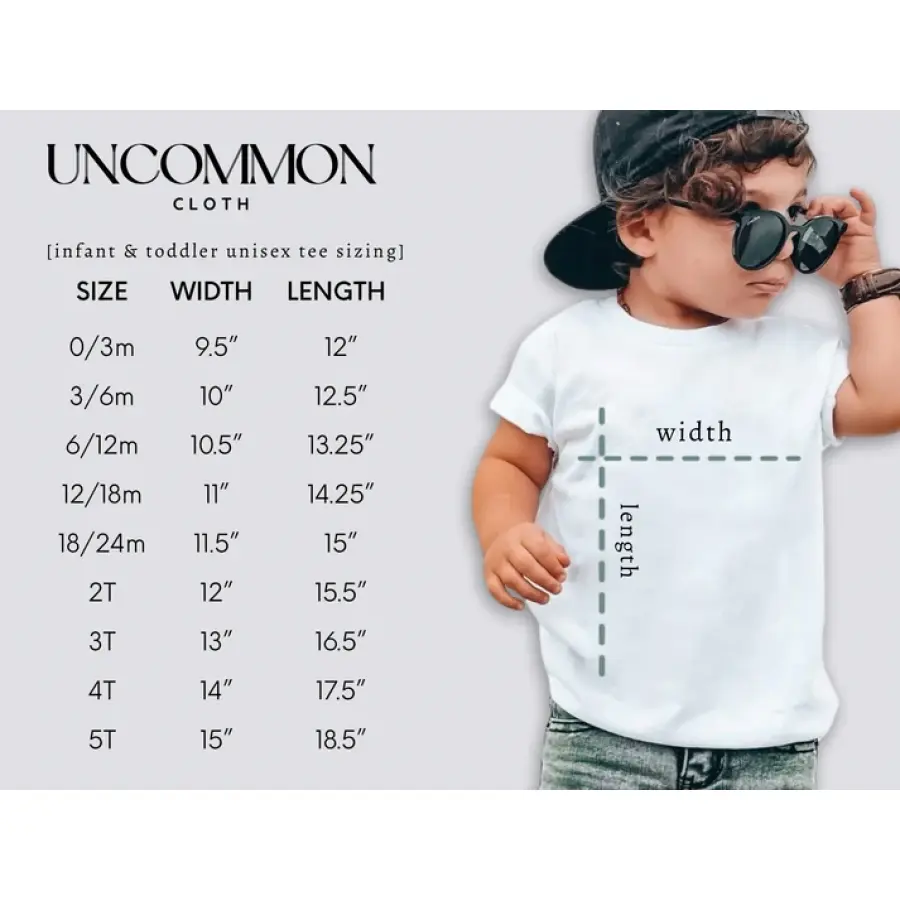 UNCOMMON
CLOTH
[infant & toddler unisex tee sizing]
SIZE WIDTH LENGTH
0/3m 9.5” 12”
3/6m 10” 12.5”
6/12m 10.5” 13.25”
12/18m 11” 14.25”
18/24m 11.5” 15”
2T 12” 15.5”
3T 13” 16.5”
4T 14” 17.5”
5T 15” 18.5”
width
length